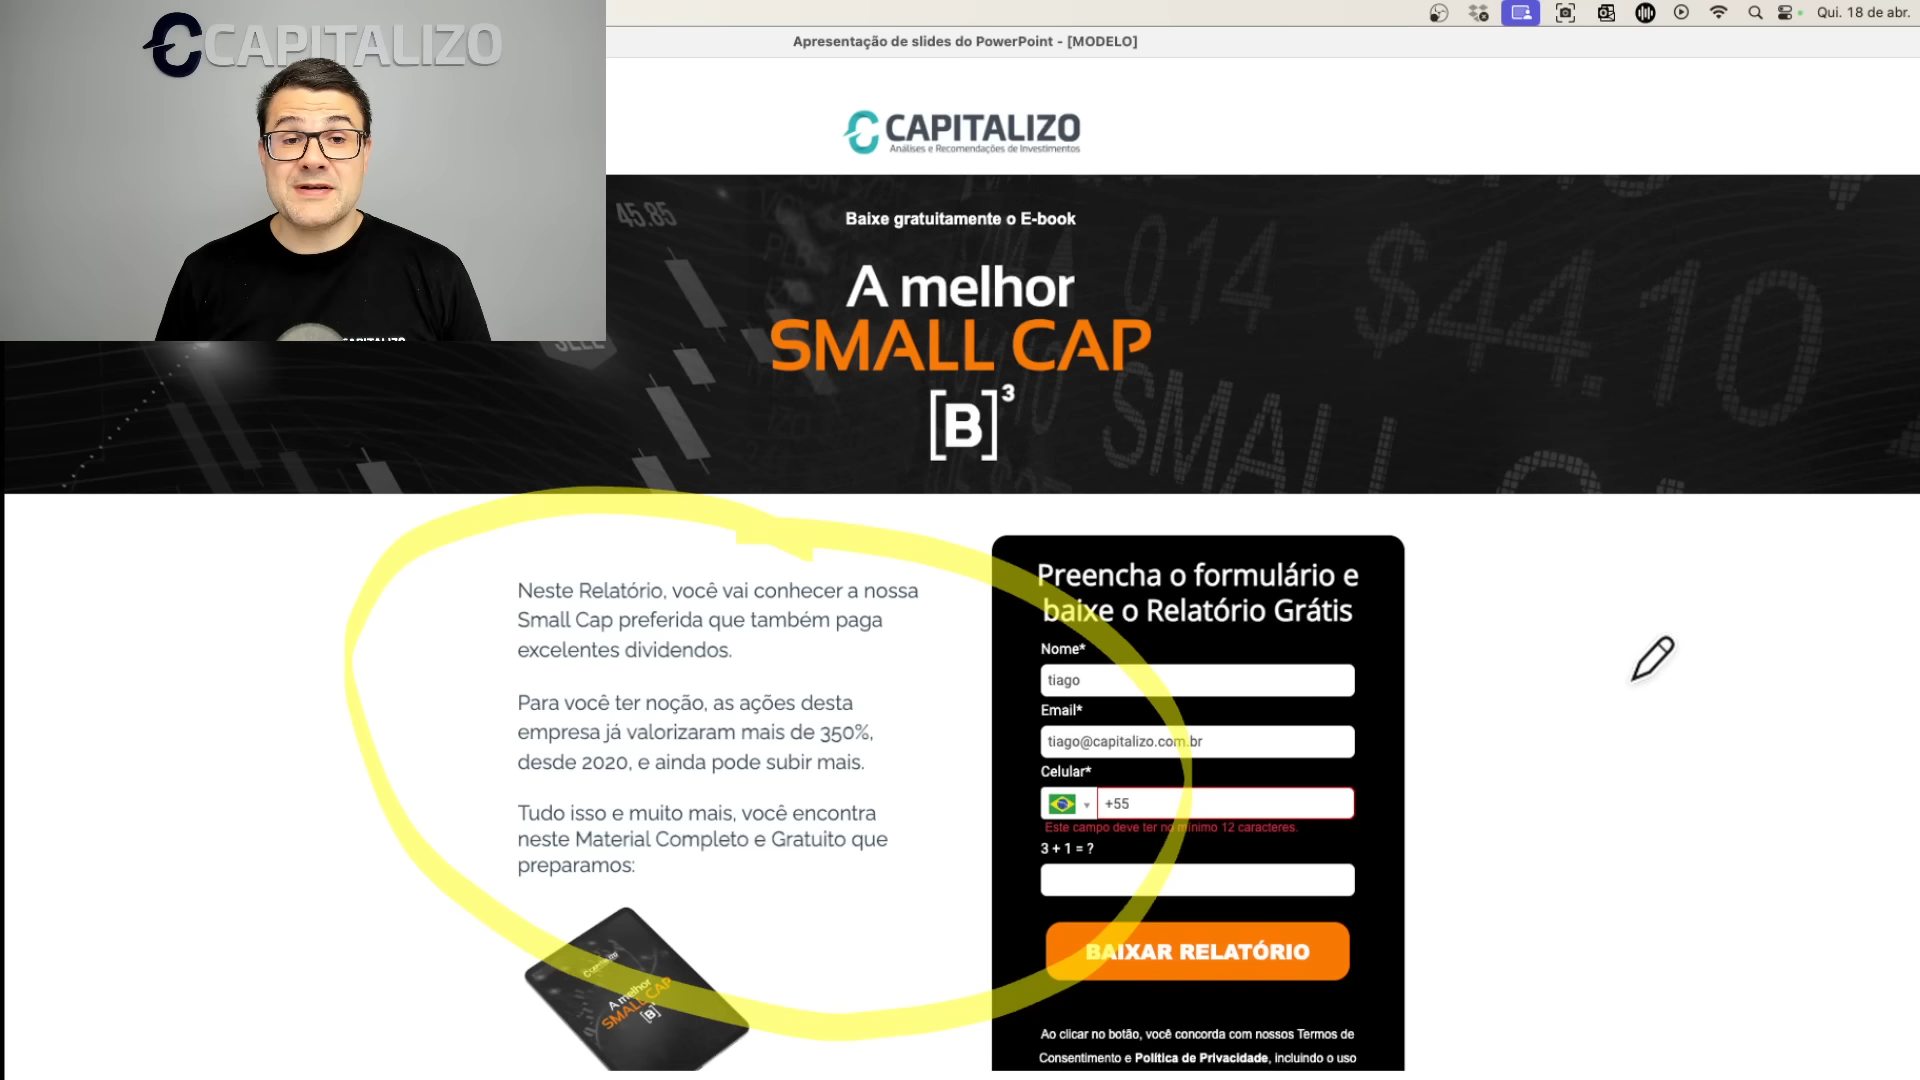 CAPITALIZO
CAPITALIZO
Qui. 18 de abr.
Apresentação de slides do PowerPoint - [MODELO]
CAPITALIZO
Análises e Recomendações de Investimentos
45.85
Baixe gratuitamente o E-book
A melhor
SMALL CAP
[B]³
0.14
$44.10
SMALL
Neste Relatório, você vai conhecer a nossa
Small Cap preferida que também paga
excelentes dividendos.
Para você ter noção, as ações desta
empresa já valorizaram mais de 350%,
desde 2020, e ainda pode subir mais.
Tudo isso e muito mais, você encontra
neste Material Completo e Gratuito que
preparamos:
A melhor
SMALL CAP
[B]³
Preencha o formulário e
baixe o Relatório Grátis
Nome*
tiago
Email*
tiago@capitalizo.com.br
Celular*
+55
Este campo deve ter no mínimo 12 caracteres.
3 + 1 = ?
BAIXAR RELATÓRIO
Ao clicar no botão, você concorda com nossos Termos de
Consentimento e Política de Privacidade, incluindo o uso